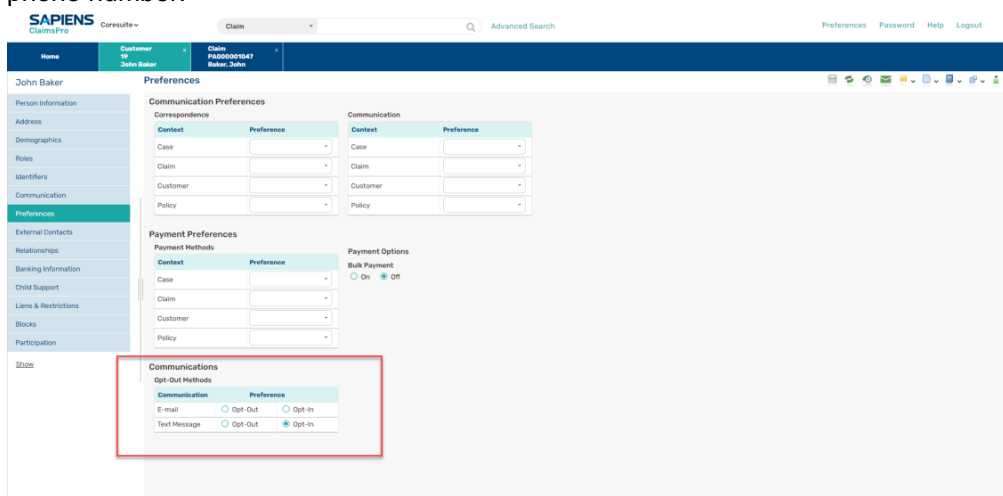 phone number.
SAPIENS Coresuite Claim Advanced Search Preferences Password Help Logout
ClaimsPro
Home
Customer
19
John Baker
Claim
PA000001047
Baker, John
John Baker
Person Information
Address
Demographics
Roles
Identifiers
Communication
Preferences
External Contacts
Relationships
Banking Information
Child Support
Liens & Restrictions
Blocks
Participation
Show
Preferences
Communication Preferences
Correspondence
Context Preference
Case
Claim
Customer
Policy
Communication
Context Preference
Case
Claim
Customer
Policy
Payment Preferences
Payment Methods
Context Preference
Case
Claim
Customer
Policy
Payment Options
Bulk Payment
On Off
Communications
Opt-Out Methods
Communication Preference
E-mail Opt-Out Opt-In
Text Message Opt-Out Opt-In